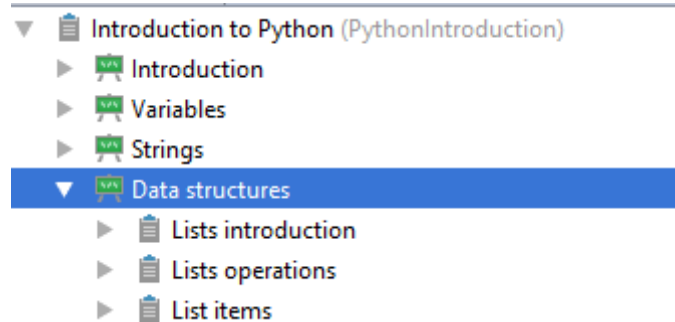 Introduction to Python (PythonIntroduction)
Introduction
Variables
Strings
Data structures
Lists introduction
Lists operations
List items